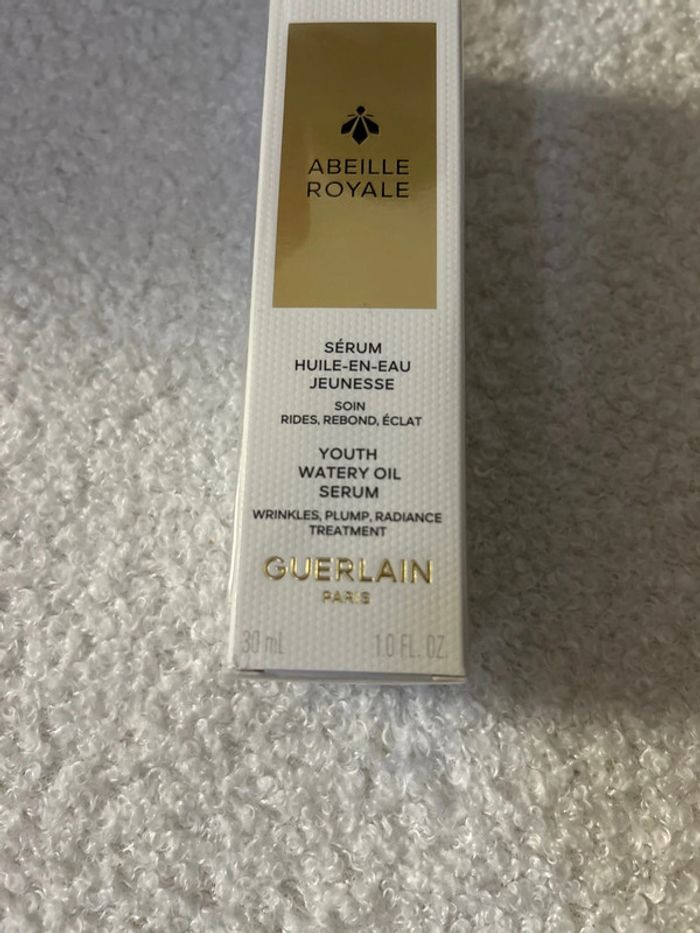 ABEILLE
ROYALE
SÉRUM
HUILE-EN-EAU
JEUNESSE
SOIN
RIDES, REBOND, ÉCLAT
YOUTH
WATERY OIL
SERUM
WRINKLES, PLUMP, RADIANCE
TREATMENT
GUERLAIN
PARIS
30 mL 1.0 FL. OZ.